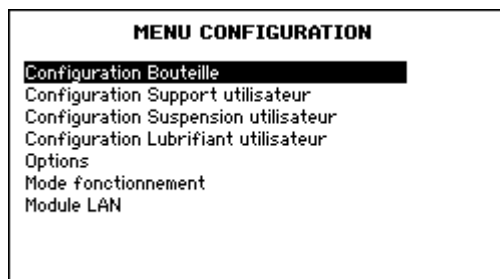 MENU CONFIGURATION
Configuration Bouteille
Configuration Support utilisateur
Configuration Suspension utilisateur
Configuration Lubrifiant utilisateur
Options
Mode fonctionnement
Module LAN